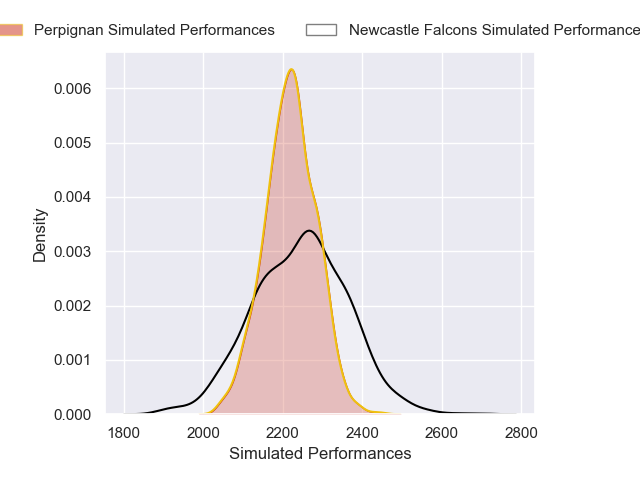 Perpignan Simulated Performances
Newcastle Falcons Simulated Performance
0.006
0.005
0.004
0.003
0.002
0.001
0.000
Density
1800 2000 2200 2400 2600 2800
Simulated Performances